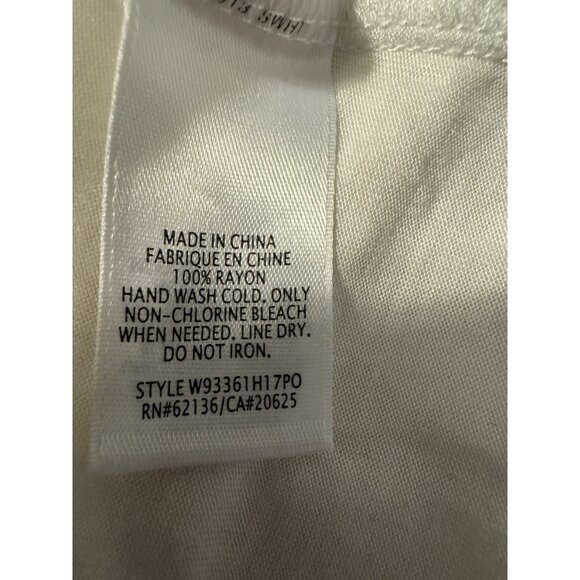 MADE IN CHINA
FABRIQUE EN CHINE
100% RAYON
HAND WASH COLD. ONLY
NON-CHLORINE BLEACH
WHEN NEEDED. LINE DRY.
DO NOT IRON.
STYLE W93361H17PO
RN#62136/CA#20625